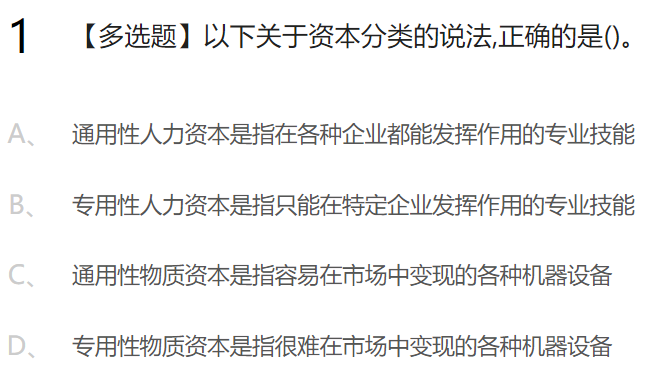 1 【多选题】以下关于资本分类的说法,正确的是()。
A、 通用性人力资本是指在各种企业都能发挥作用的专业技能
B、 专用性人力资本是指只能在特定企业发挥作用的专业技能
C、 通用性物质资本是指容易在市场中变现的各种机器设备
D、 专用性物质资本是指很难在市场中变现的各种机器设备